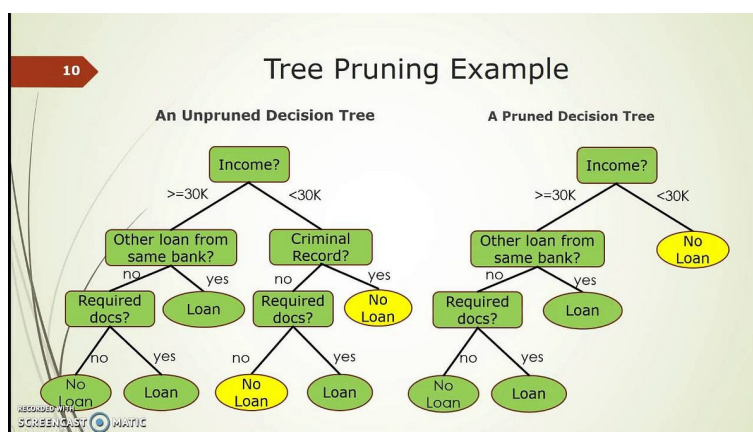 10
Tree Pruning Example
An Unpruned Decision Tree
Income?
>=30K
<30K
Other loan from
same bank?
Criminal
Record?
no
yes
no
yes
Required
docs?
Loan
Required
docs?
No
Loan
no
yes
no
yes
No
Loan
Loan
No
Loan
Loan
A Pruned Decision Tree
Income?
>=30K
<30K
Other loan from
same bank?
No
Loan
no
yes
Required
docs?
Loan
no
yes
No
Loan
Loan
RECORDED WITH
SCREENCAST MATIC